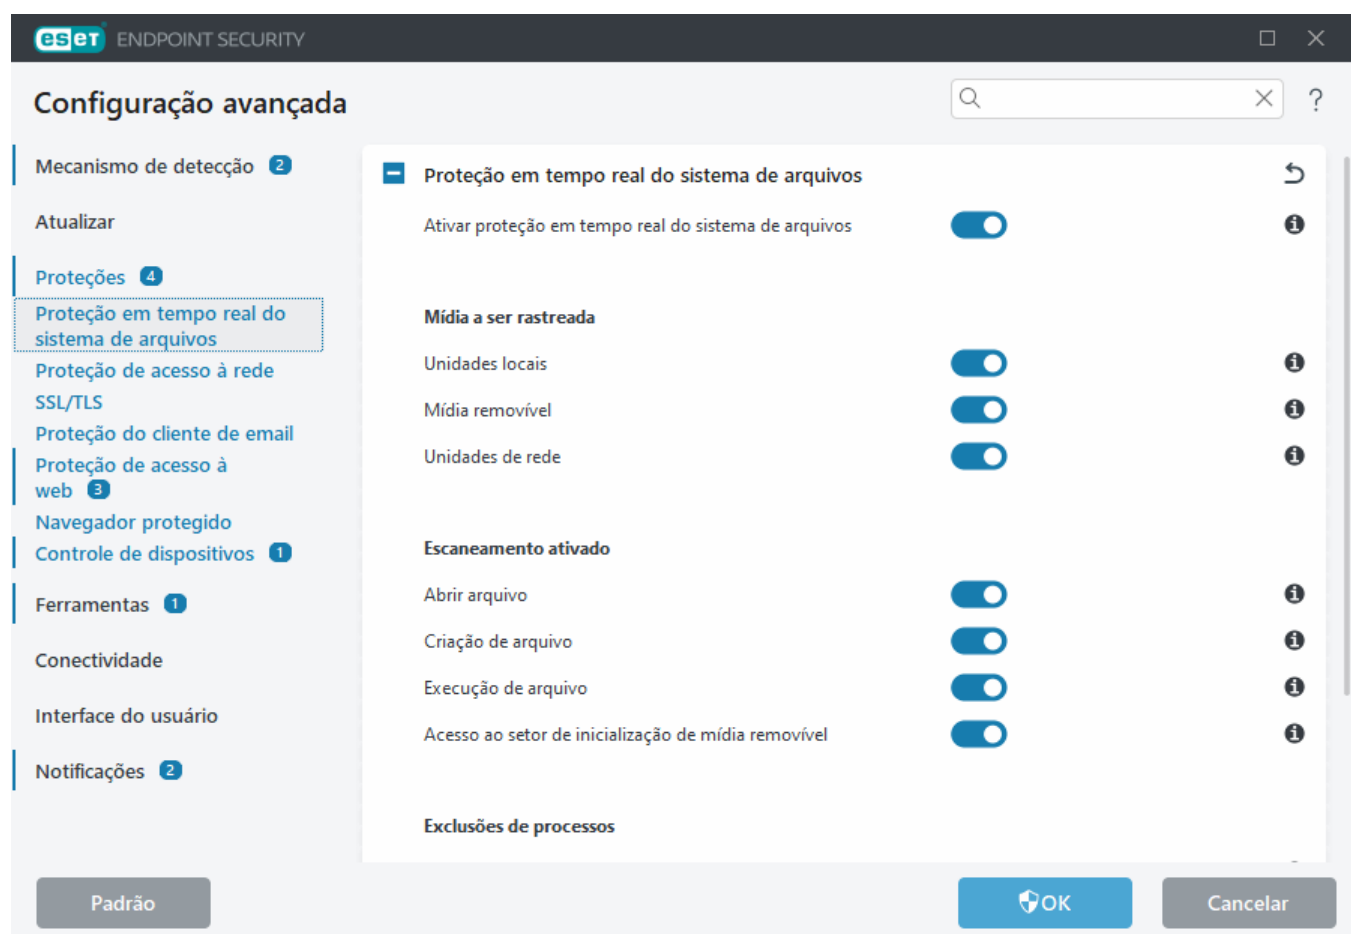 eset ENDPOINT SECURITY
Configuração avançada
?
Mecanismo de detecção 2
Atualizar
Proteções 4
Proteção em tempo real do
sistema de arquivos
Proteção de acesso à rede
SSL/TLS
Proteção do cliente de email
Proteção de acesso à
web 3
Navegador protegido
Controle de dispositivos 1
Ferramentas 1
Conectividade
Interface do usuário
Notificações 2
Proteção em tempo real do sistema de arquivos
Ativar proteção em tempo real do sistema de arquivos
Mídia a ser rastreada
Unidades locais
Mídia removível
Unidades de rede
Escaneamento ativado
Abrir arquivo
Criação de arquivo
Execução de arquivo
Acesso ao setor de inicialização de mídia removível
Exclusões de processos
Padrão
OK
Cancelar